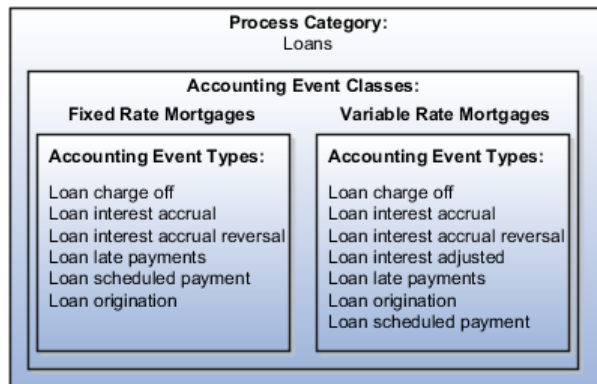 Process Category:
Loans
Accounting Event Classes:
Fixed Rate Mortgages
Accounting Event Types:
Loan charge off
Loan interest accrual
Loan interest accrual reversal
Loan late payments
Loan scheduled payment
Loan origination
Variable Rate Mortgages
Accounting Event Types:
Loan charge off
Loan interest accrual
Loan interest accrual reversal
Loan interest adjusted
Loan late payments
Loan origination
Loan scheduled payment